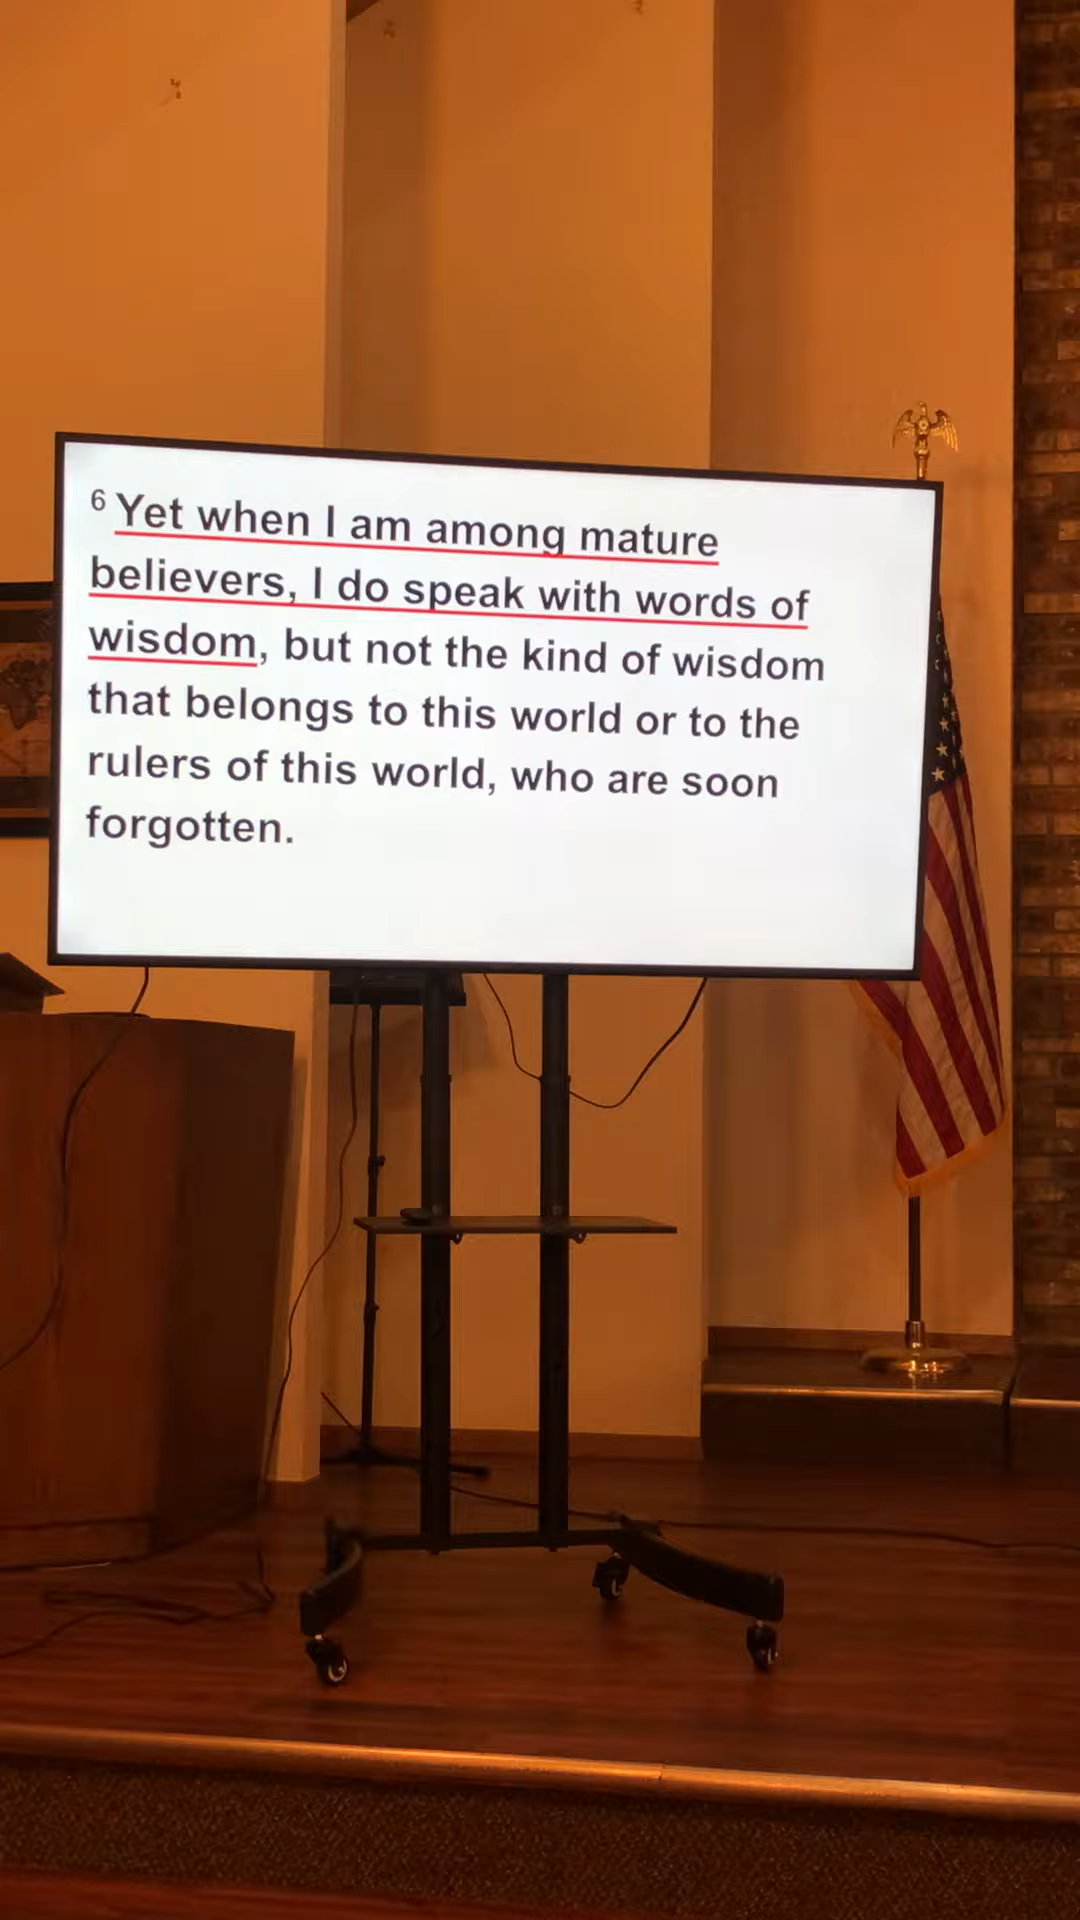 6 Yet when I am among mature
believers, I do speak with words of
wisdom, but not the kind of wisdom
that belongs to this world or to the
rulers of this world, who are soon
forgotten.